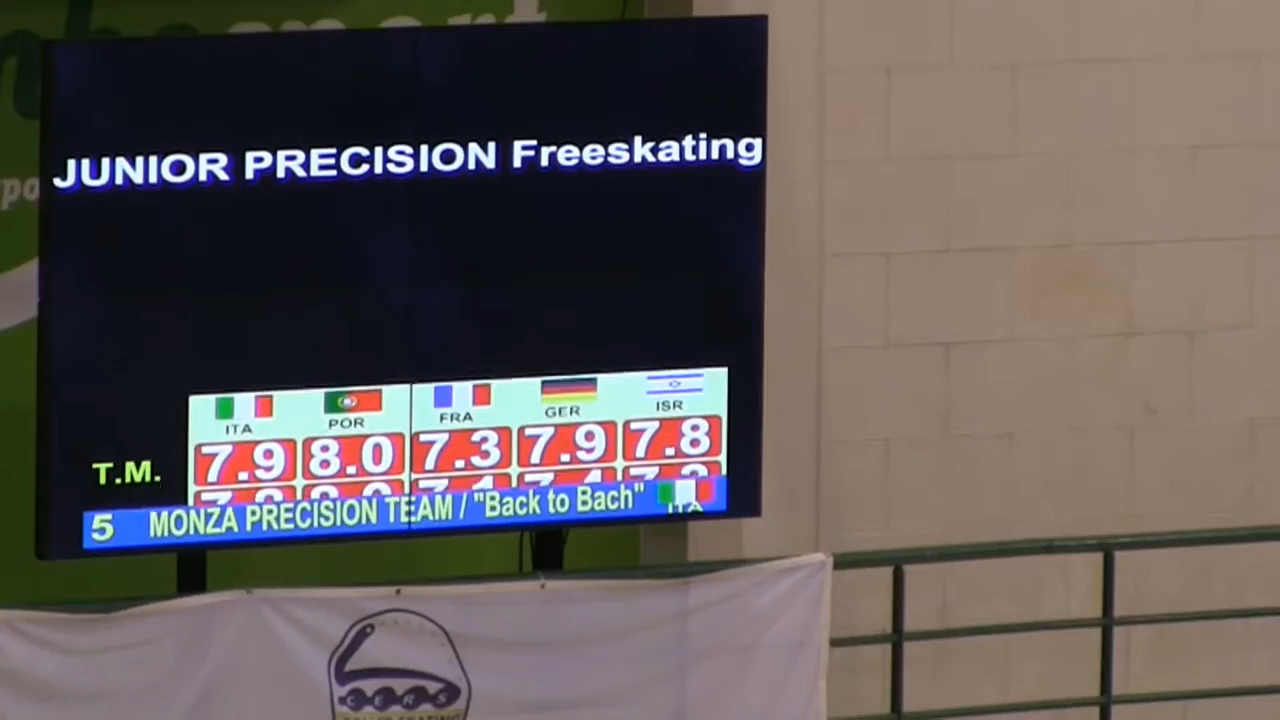 JUNIOR PRECISION Freeskating
ITA POR FRA GER ISR
T.M. 7.9 8.0 7.3 7.9 7.8
5 MONZA PRECISION TEAM / "Back to Bach" ITA
CERS